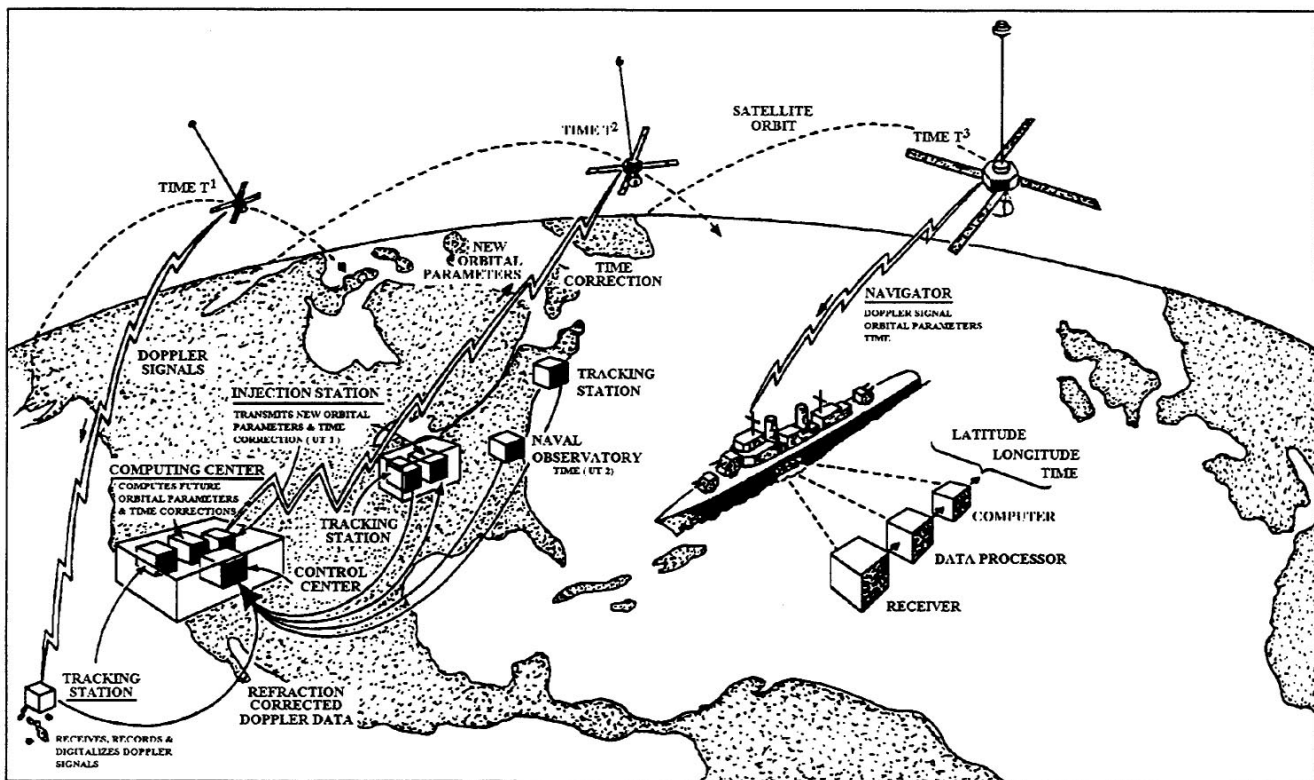 TIME T1
TIME T2
SATELLITE
ORBIT
TIME T3
NEW
ORBITAL
PARAMETERS
TIME
CORRECTION
NAVIGATOR
DOPPLER SIGNAL
ORBITAL PARAMETERS
TIME
DOPPLER
SIGNALS
TRACKING
STATION
INJECTION STATION
TRANSMITS NEW ORBITAL
PARAMETERS & TIME
CORRECTION ( UT 1 )
NAVAL
OBSERVATORY
TIME ( UT 2 )
COMPUTING CENTER
COMPUTES FUTURE
ORBITAL PARAMETERS
& TIME CORRECTIONS
TRACKING
STATION
CONTROL
CENTER
LATITUDE
LONGITUDE
TIME
COMPUTER
DATA PROCESSOR
RECEIVER
TRACKING
STATION
RECEIVES, RECORDS &
DIGITALIZES DOPPLER
SIGNALS
REFRACTION
CORRECTED
DOPPLER DATA